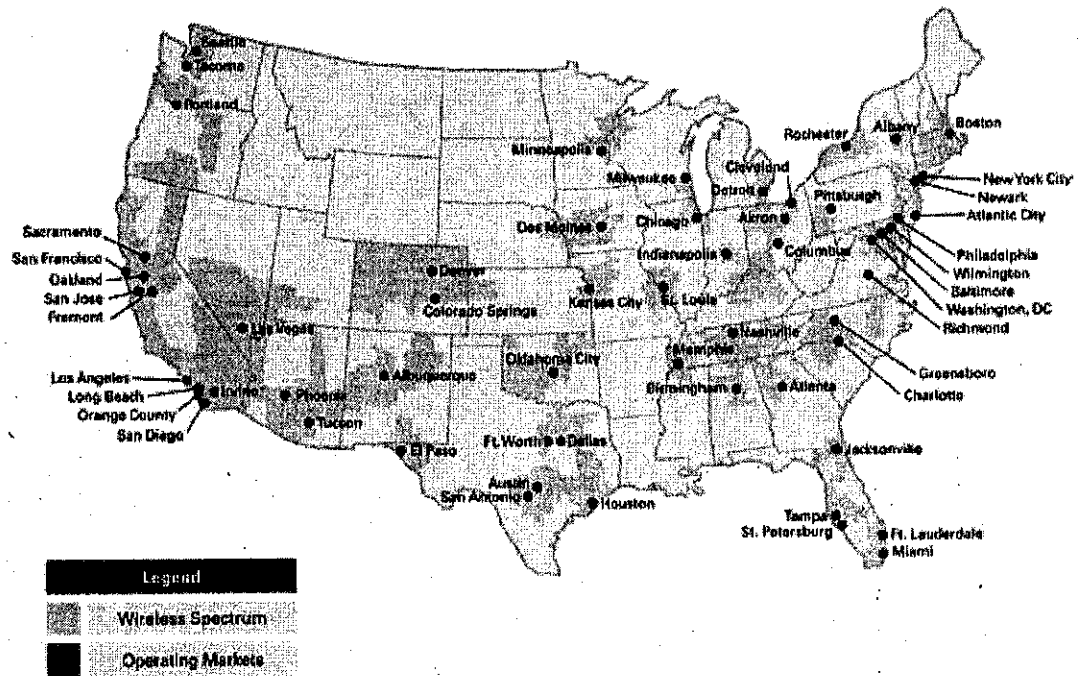 Seattle
Tacoma
Portland
Minneapolis
Milwaukee
Chicago
Des Moines
Indianapolis
Detroit
Cleveland
Akron
Columbus
Pittsburgh
Rochester
Albany
Boston
New York City
Newark
Atlantic City
Philadelphia
Wilmington
Baltimore
Washington, DC
Richmond
Greensboro
Charlotte
Sacramento
San Francisco
Oakland
San Jose
Fremont
Las Vegas
Denver
Colorado Springs
Kansas City
St. Louis
Nashville
Memphis
Birmingham
Atlanta
Oklahoma City
Albuquerque
Los Angeles
Long Beach
Orange County
San Diego
Irvine
Phoenix
Tucson
El Paso
Ft. Worth
Dallas
Austin
San Antonio
Houston
Jacksonville
Tampa
St. Petersburg
Ft. Lauderdale
Miami
Legend
Wireless Spectrum
Operating Markets